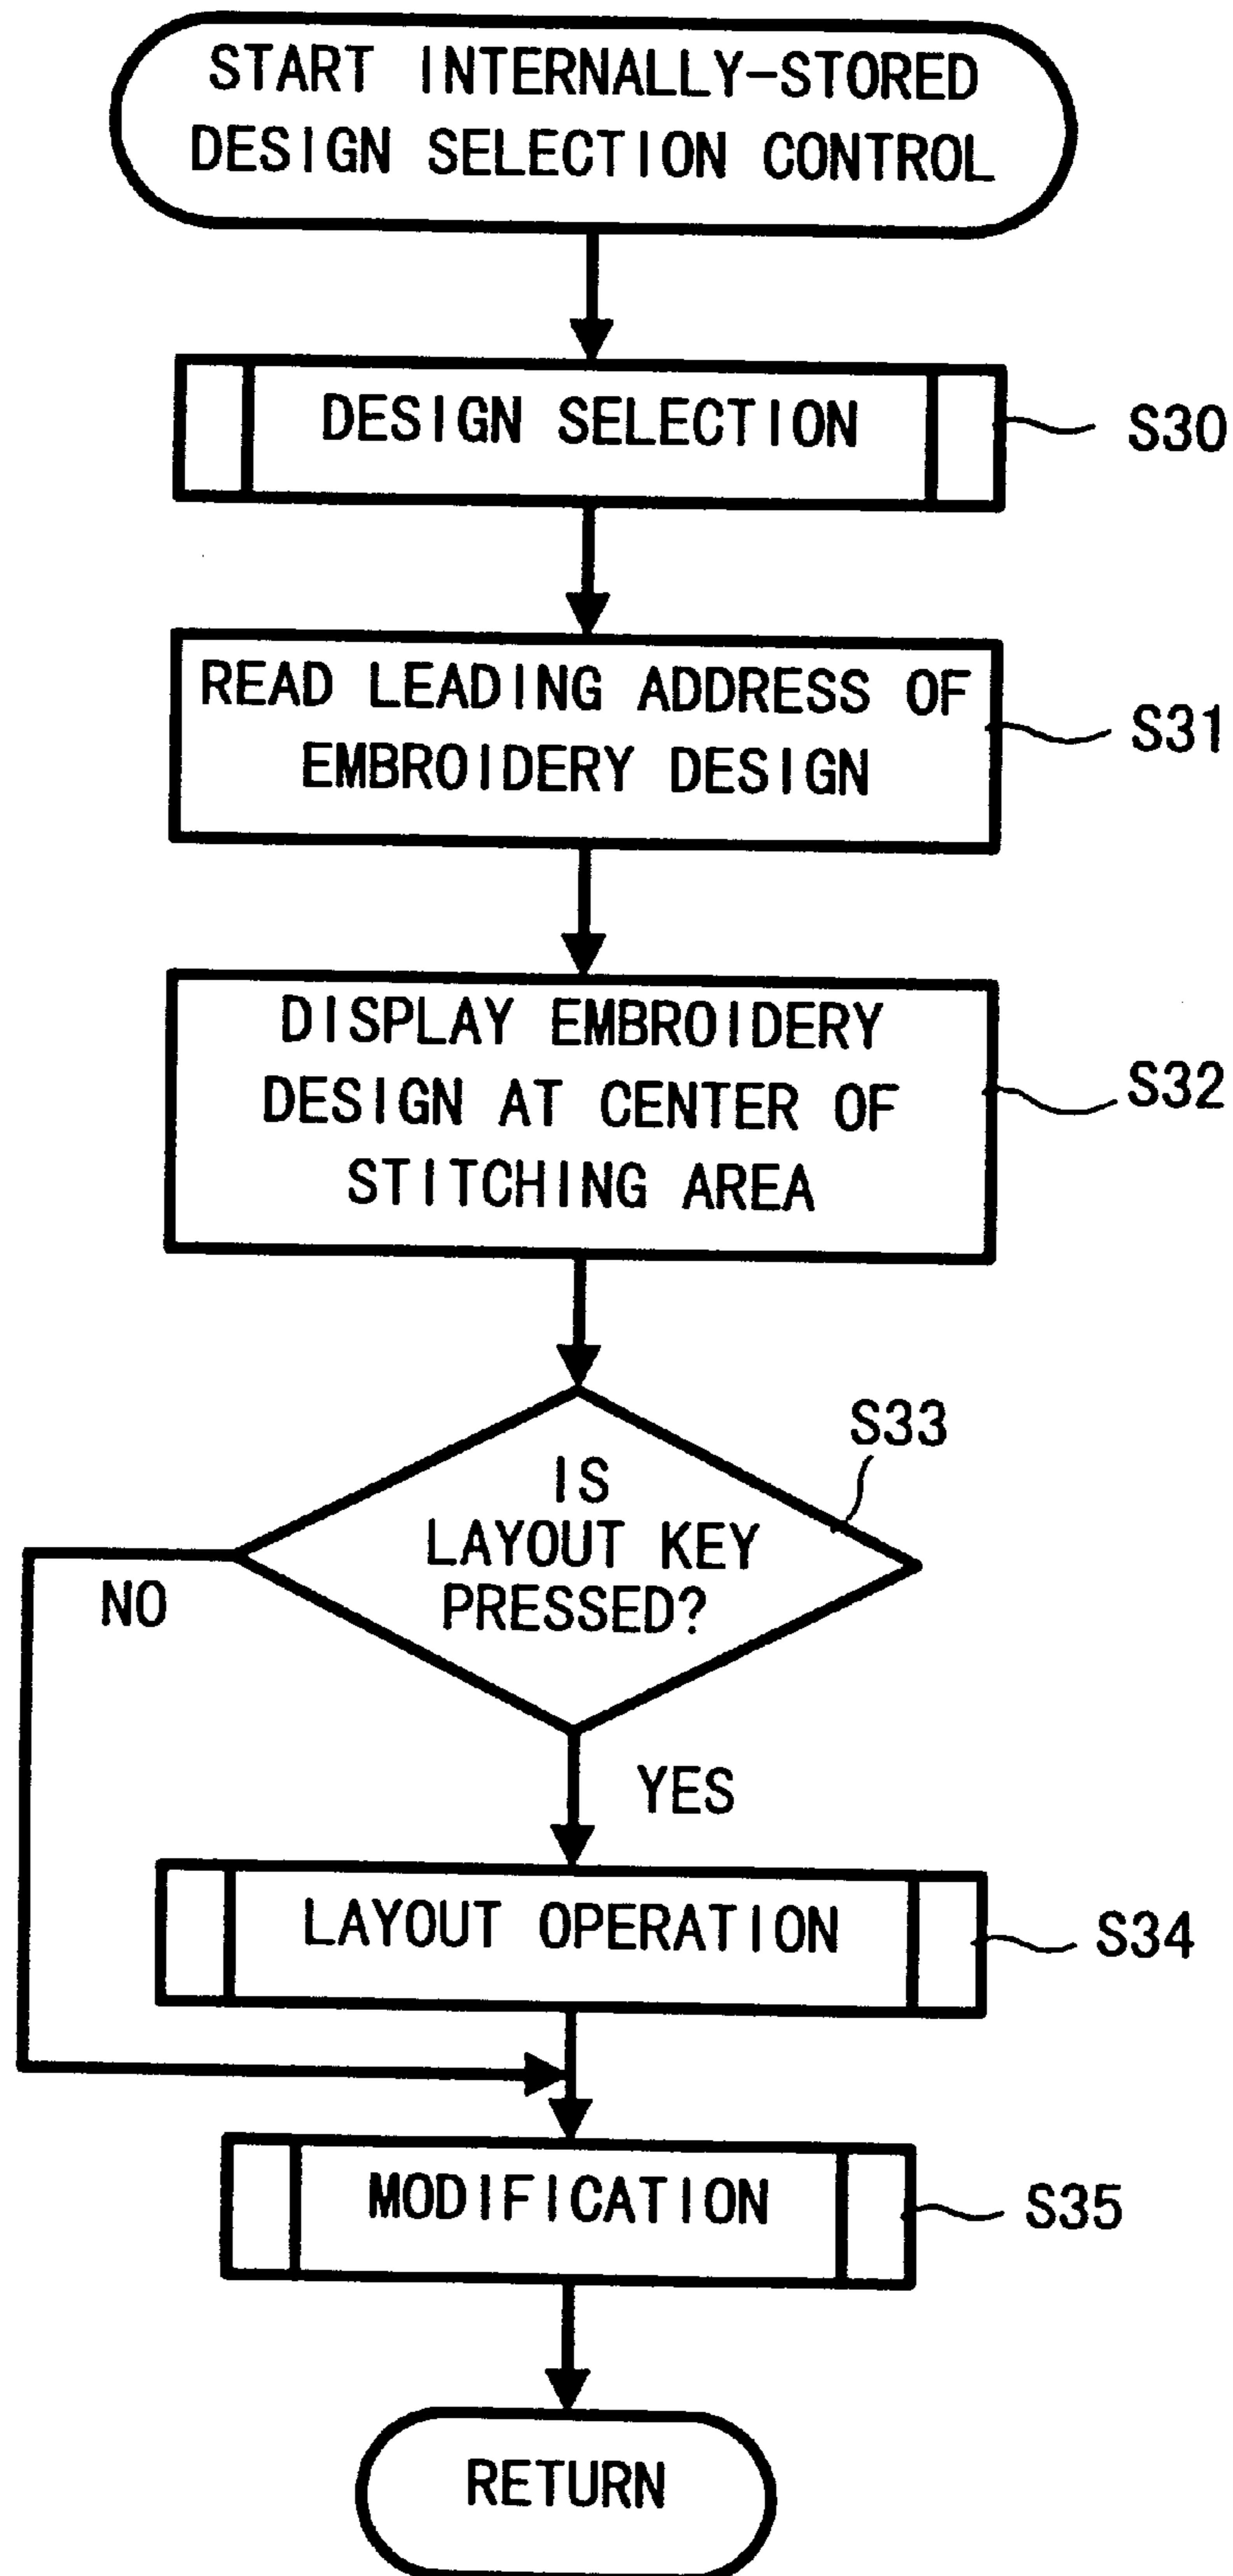 START INTERNALLY-STORED
DESIGN SELECTION CONTROL
DESIGN SELECTION
S30
READ LEADING ADDRESS OF
EMBROIDERY DESIGN
S31
DISPLAY EMBROIDERY
DESIGN AT CENTER OF
STITCHING AREA
S32
S33
IS
LAYOUT KEY
PRESSED?
NO
YES
LAYOUT OPERATION
S34
MODIFICATION
S35
RETURN